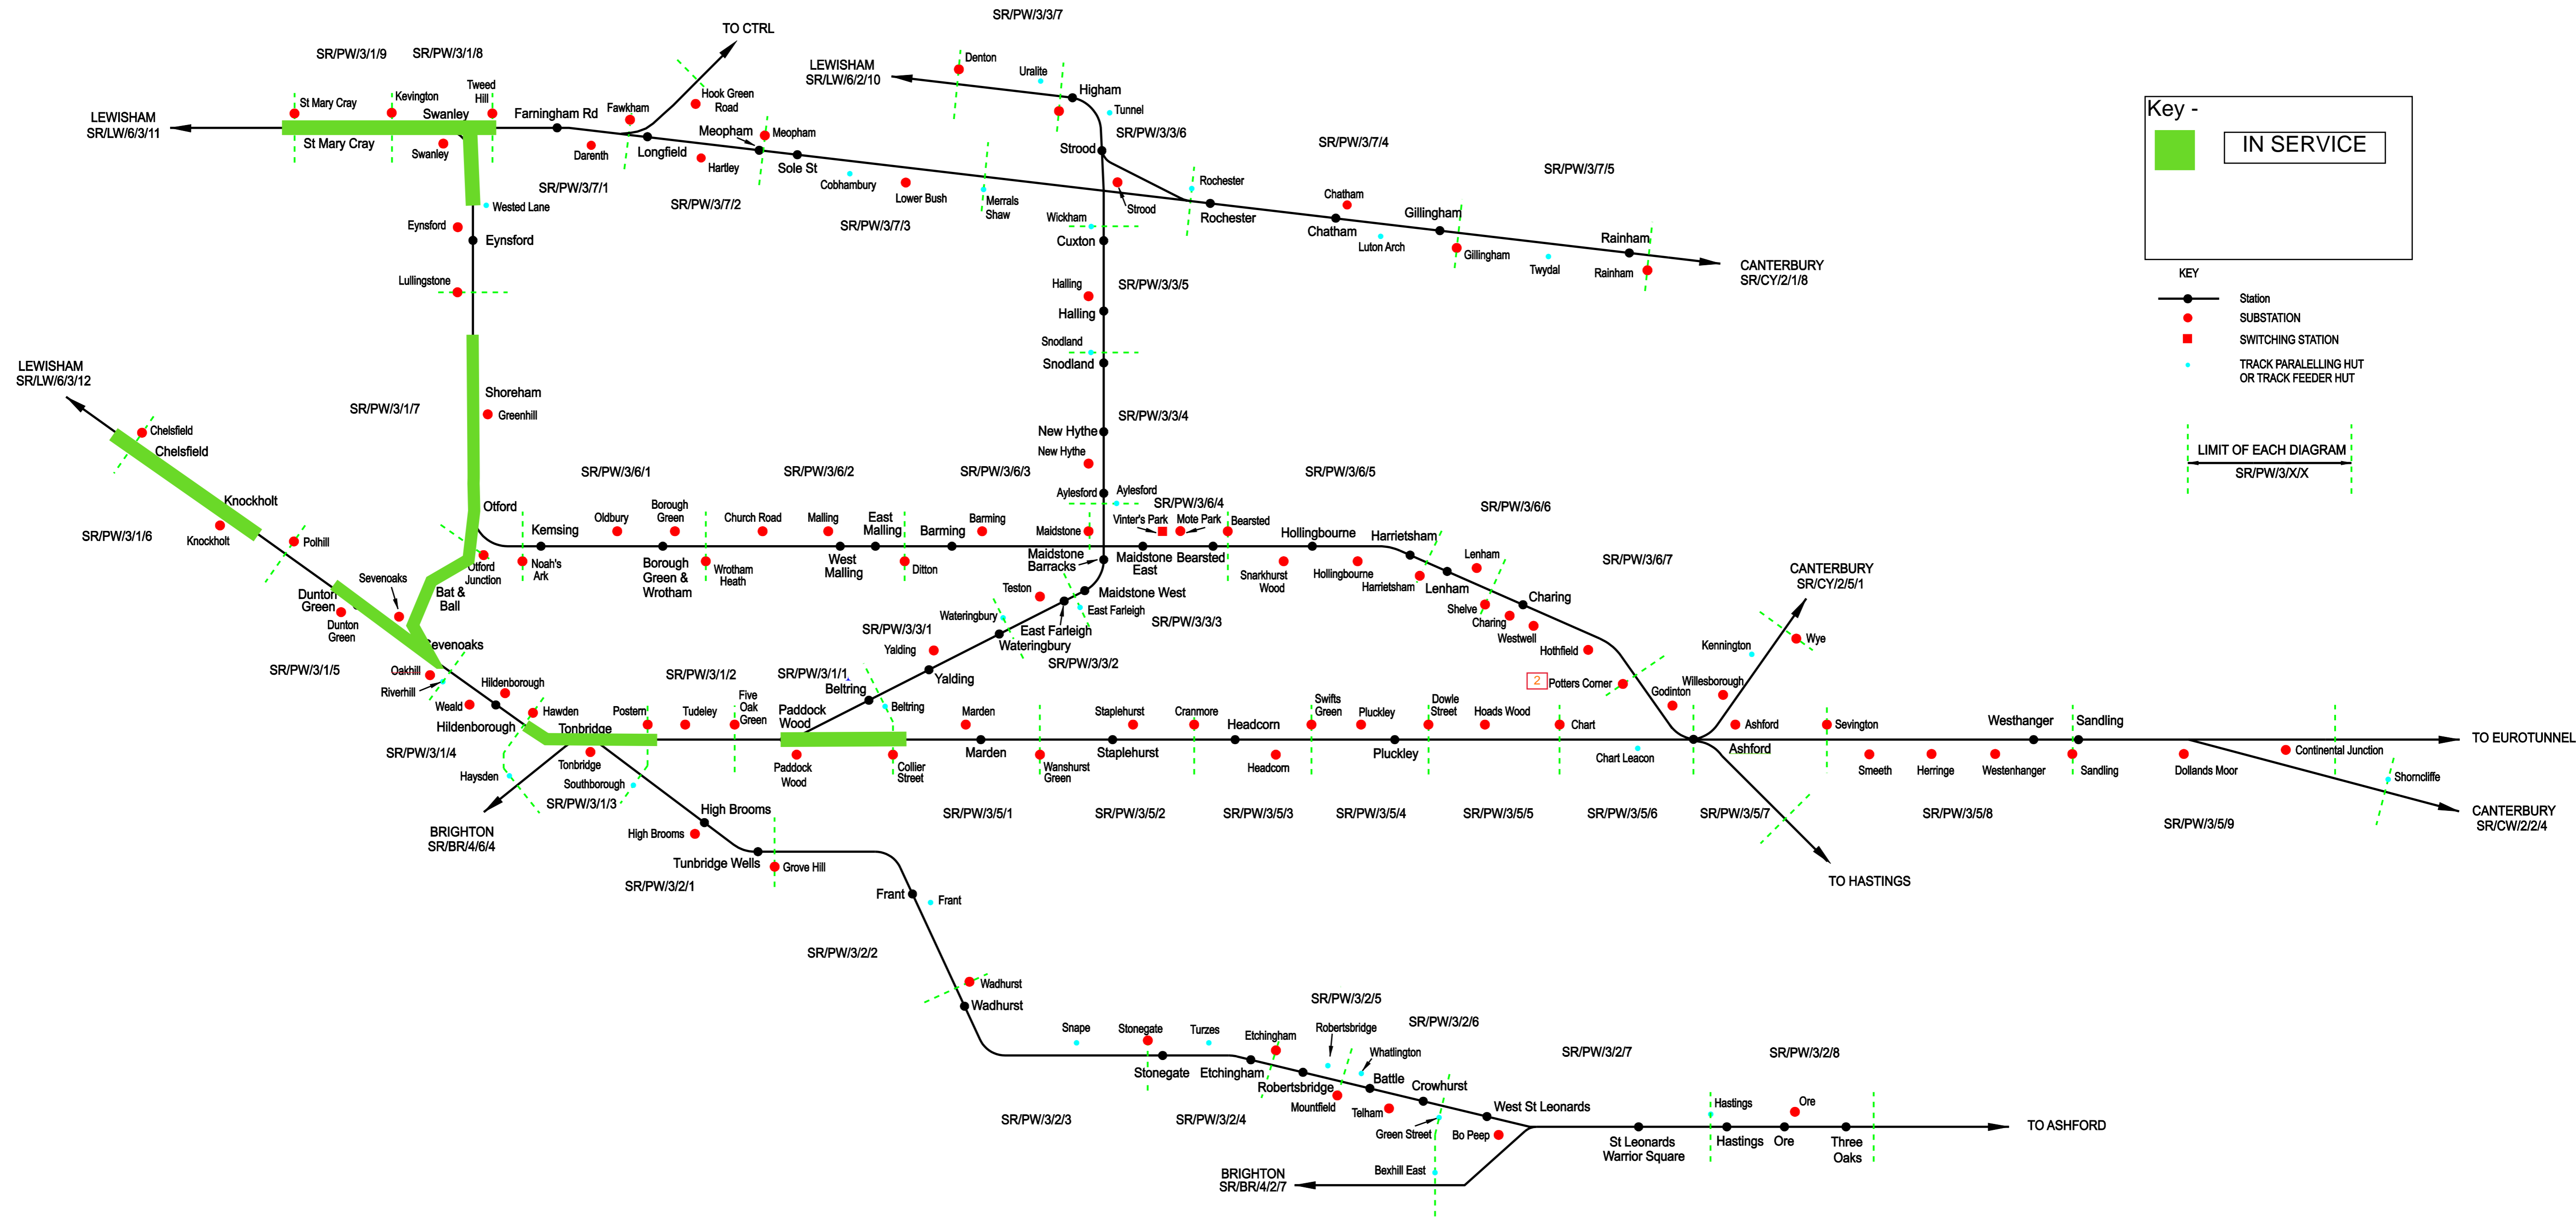 SR/PW/3/3/7
TO CTRL
SR/PW/3/1/9
SR/PW/3/1/8
LEWISHAM
SR/LW/6/2/10
Denton
Uralite
Higham
Tunnel
SR/PW/3/3/6
Strood
Tweed
Hill
St Mary Cray
Kevington
Swanley
LEWISHAM
SR/LW/6/3/11
St Mary Cray
Swanley
Farningham Rd
Fawkham
Hook Green
Road
Darenth
Longfield
Meopham
Meopham
Hartley
Sole St
SR/PW/3/7/1
SR/PW/3/7/2
Cobhambury
Lower Bush
SR/PW/3/7/3
Merrals
Shaw
Strood
Rochester
Rochester
SR/PW/3/7/4
Chatham
Chatham
Luton Arch
Gillingham
Gillingham
SR/PW/3/7/5
Twydal
Rainham
Rainham
CANTERBURY
SR/CY/2/1/8
Key -
IN SERVICE
KEY
Station
SUBSTATION
SWITCHING STATION
TRACK PARALELLING HUT
OR TRACK FEEDER HUT
LIMIT OF EACH DIAGRAM
SR/PW/3/X/X
Wested Lane
Eynsford
Eynsford
Lullingstone
Wickham
Cuxton
Halling
SR/PW/3/3/5
Halling
Snodland
Snodland
SR/PW/3/3/4
New Hythe
New Hythe
Aylesford
Aylesford
LEWISHAM
SR/LW/6/3/12
SR/PW/3/1/7
Shoreham
Greenhill
Chelsfield
Chelsfield
Knockholt
Knockholt
SR/PW/3/1/6
Polhill
Otford
Otford
Junction
Noah's
Ark
Kemsing
SR/PW/3/6/1
Oldbury
Borough
Green
Borough
Green &
Wrotham
Wrotham
Heath
SR/PW/3/6/2
Church Road
Malling
West
Malling
East
Malling
Ditton
SR/PW/3/6/3
Barming
Barming
Maidstone
Maidstone
Barracks
SR/PW/3/6/4
Vinter's Park
Mote Park
Bearsted
Maidstone
East
Bearsted
SR/PW/3/6/5
Hollingbourne
Snarkhurst
Wood
Hollingbourne
Harrietsham
Harrietsham
SR/PW/3/6/6
Lenham
Lenham
Shelve
SR/PW/3/6/7
Charing
Charing
Westwell
Hothfield
2
Potters Corner
Godinton
CANTERBURY
SR/CY/2/5/1
Kennington
Wye
Willesborough
Sevenoaks
Bat &
Ball
Dunton
Green
Dunton
Green
Sevenoaks
SR/PW/3/1/5
Oakhill
Riverhill
Weald
Hildenborough
Hildenborough
Hawden
SR/PW/3/1/4
Haysden
Tonbridge
Tonbridge
Southborough
SR/PW/3/1/3
BRIGHTON
SR/BR/4/6/4
Postern
SR/PW/3/1/2
Tudeley
Five
Oak
Green
SR/PW/3/1/1
Paddock
Wood
Paddock
Wood
Beltring
Beltring
Collier
Street
SR/PW/3/3/1
Yalding
Yalding
Wateringbury
Wateringbury
Teston
SR/PW/3/3/2
East Farleigh
East Farleigh
Maidstone West
SR/PW/3/3/3
Marden
Marden
SR/PW/3/5/1
Wanshurst
Green
Staplehurst
Staplehurst
SR/PW/3/5/2
Cranmore
Headcorn
Headcorn
SR/PW/3/5/3
Swifts
Green
Pluckley
Pluckley
SR/PW/3/5/4
Dowle
Street
Hoads Wood
SR/PW/3/5/5
Chart
Chart Leacon
SR/PW/3/5/6
Ashford
Ashford
SR/PW/3/5/7
TO HASTINGS
Sevington
Smeeth
Herringe
Westenhanger
SR/PW/3/5/8
Westhanger
Sandling
Sandling
Dollands Moor
SR/PW/3/5/9
Continental Junction
Shorncliffe
TO EUROTUNNEL
CANTERBURY
SR/CW/2/2/4
High Brooms
High Brooms
Tunbridge Wells
Grove Hill
SR/PW/3/2/1
Frant
Frant
SR/PW/3/2/2
Wadhurst
Wadhurst
Snape
SR/PW/3/2/3
Stonegate
Stonegate
Turzes
SR/PW/3/2/4
Etchingham
Etchingham
SR/PW/3/2/5
Robertsbridge
Robertsbridge
Mountfield
SR/PW/3/2/6
Whatlington
Battle
Telham
Crowhurst
Green Street
Bexhill East
BRIGHTON
SR/BR/4/2/7
West St Leonards
Bo Peep
SR/PW/3/2/7
St Leonards
Warrior Square
Hastings
Hastings
SR/PW/3/2/8
Ore
Ore
Three
Oaks
TO ASHFORD